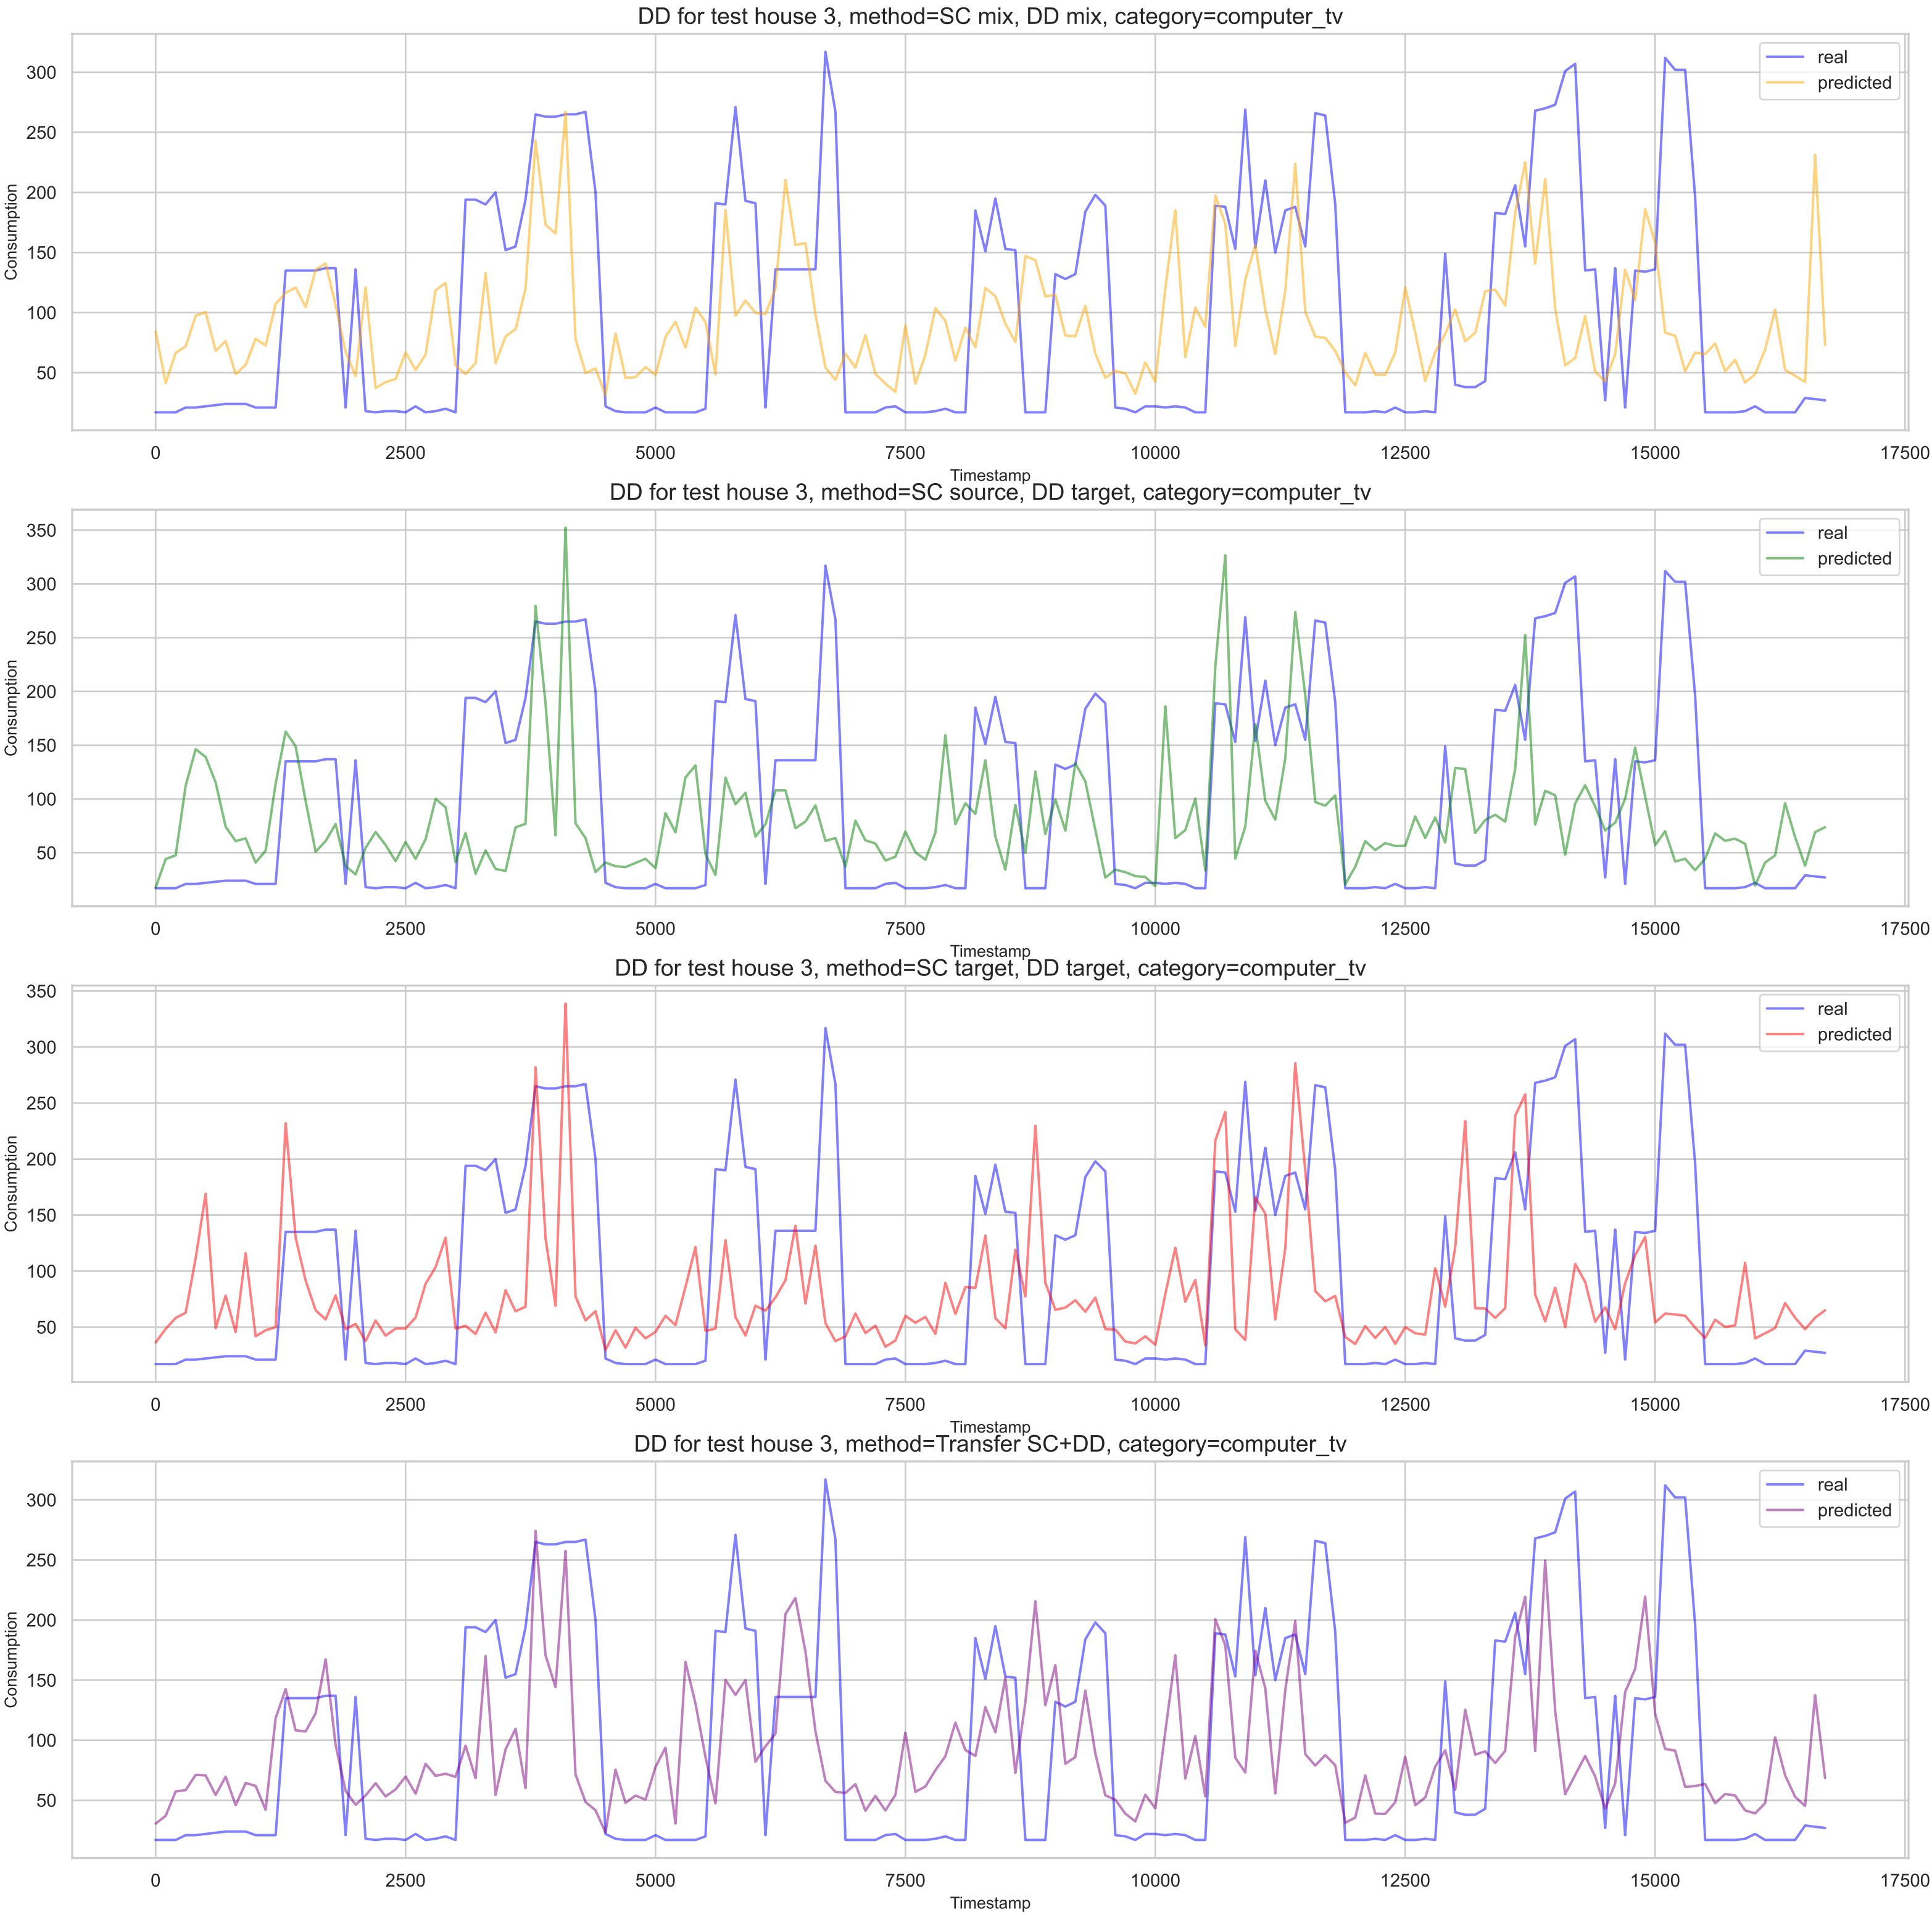 DD for test house 3, method=SC mix, DD mix, category=computer_tv
real
predicted
Consumption
300
250
200
150
100
50
0 2500 5000 7500 10000 12500 15000 17500
Timestamp
DD for test house 3, method=SC source, DD target, category=computer_tv
real
predicted
Consumption
350
300
250
200
150
100
50
0 2500 5000 7500 10000 12500 15000 17500
Timestamp
DD for test house 3, method=SC target, DD target, category=computer_tv
real
predicted
Consumption
350
300
250
200
150
100
50
0 2500 5000 7500 10000 12500 15000 17500
Timestamp
DD for test house 3, method=Transfer SC+DD, category=computer_tv
real
predicted
Consumption
300
250
200
150
100
50
0 2500 5000 7500 10000 12500 15000 17500
Timestamp